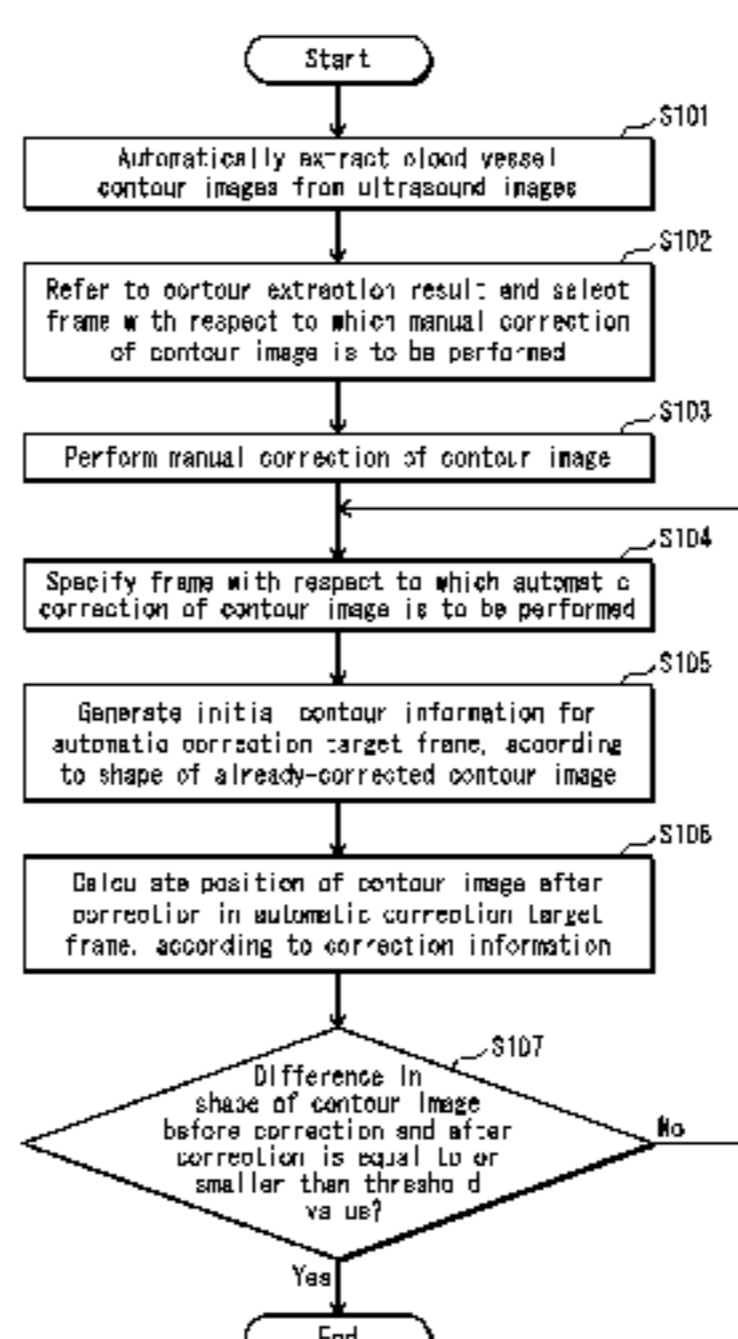 Start
S101
Automatically extract blood vessel
contour images from ultrasound images
S102
Refer to contour extraction result and select
frame with respect to which manual correction
of contour image is to be performed
S103
Perform manual correction of contour image
S104
Specify frame with respect to which automatic
correction of contour image is to be performed
S105
Generate initial contour information for
automatic correction target frame, according
to shape of already-corrected contour image
S106
Calculate position of contour image after
correction in automatic correction target
frame, according to correction information
S107
Difference in
shape of contour image
before correction and after
correction is equal to or
smaller than threshold
value?
No
Yes
End